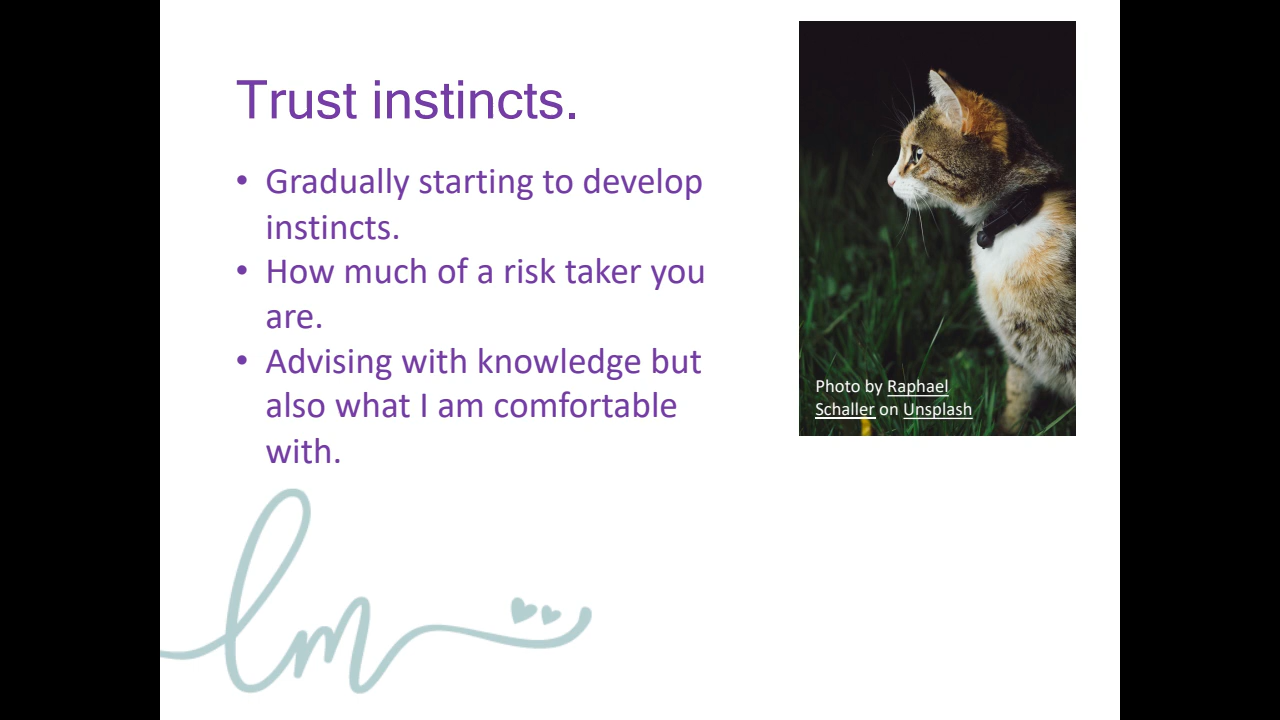 Trust instincts.
• Gradually starting to develop
instincts.
• How much of a risk taker you
are.
• Advising with knowledge but
also what I am comfortable
with.
Photo by Raphael
Schaller on Unsplash
lm